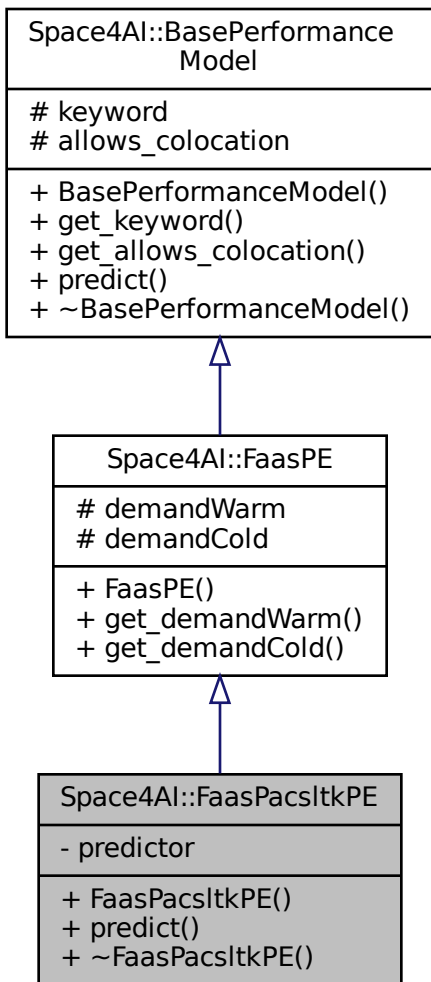 Space4AI::BasePerformance
Model
# keyword
# allows_colocation
+ BasePerformanceModel()
+ get_keyword()
+ get_allows_colocation()
+ predict()
+ ~BasePerformanceModel()
Space4AI::FaasPE
# demandWarm
# demandCold
+ FaasPE()
+ get_demandWarm()
+ get_demandCold()
Space4AI::FaasPacsltkPE
- predictor
+ FaasPacsltkPE()
+ predict()
+ ~FaasPacsltkPE()